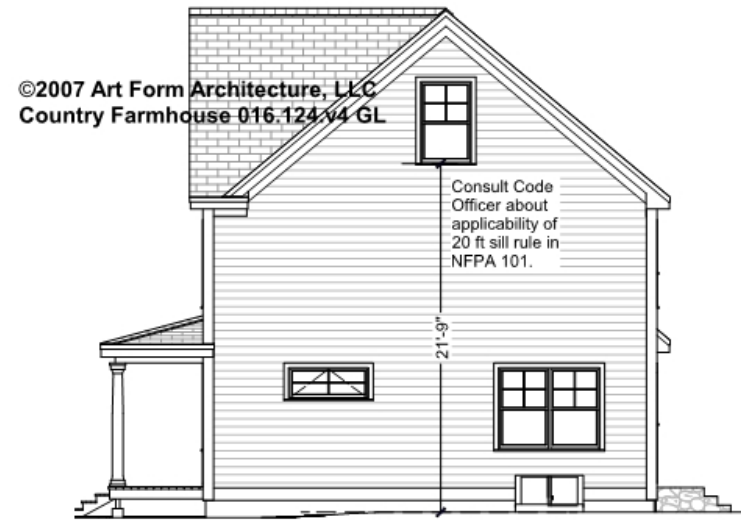 ©2007 Art Form Architecture, LLC
Country Farmhouse 016.124.v4 GL
Consult Code
Officer about
applicability of
20 ft sill rule in
NFPA 101.
21'-9"